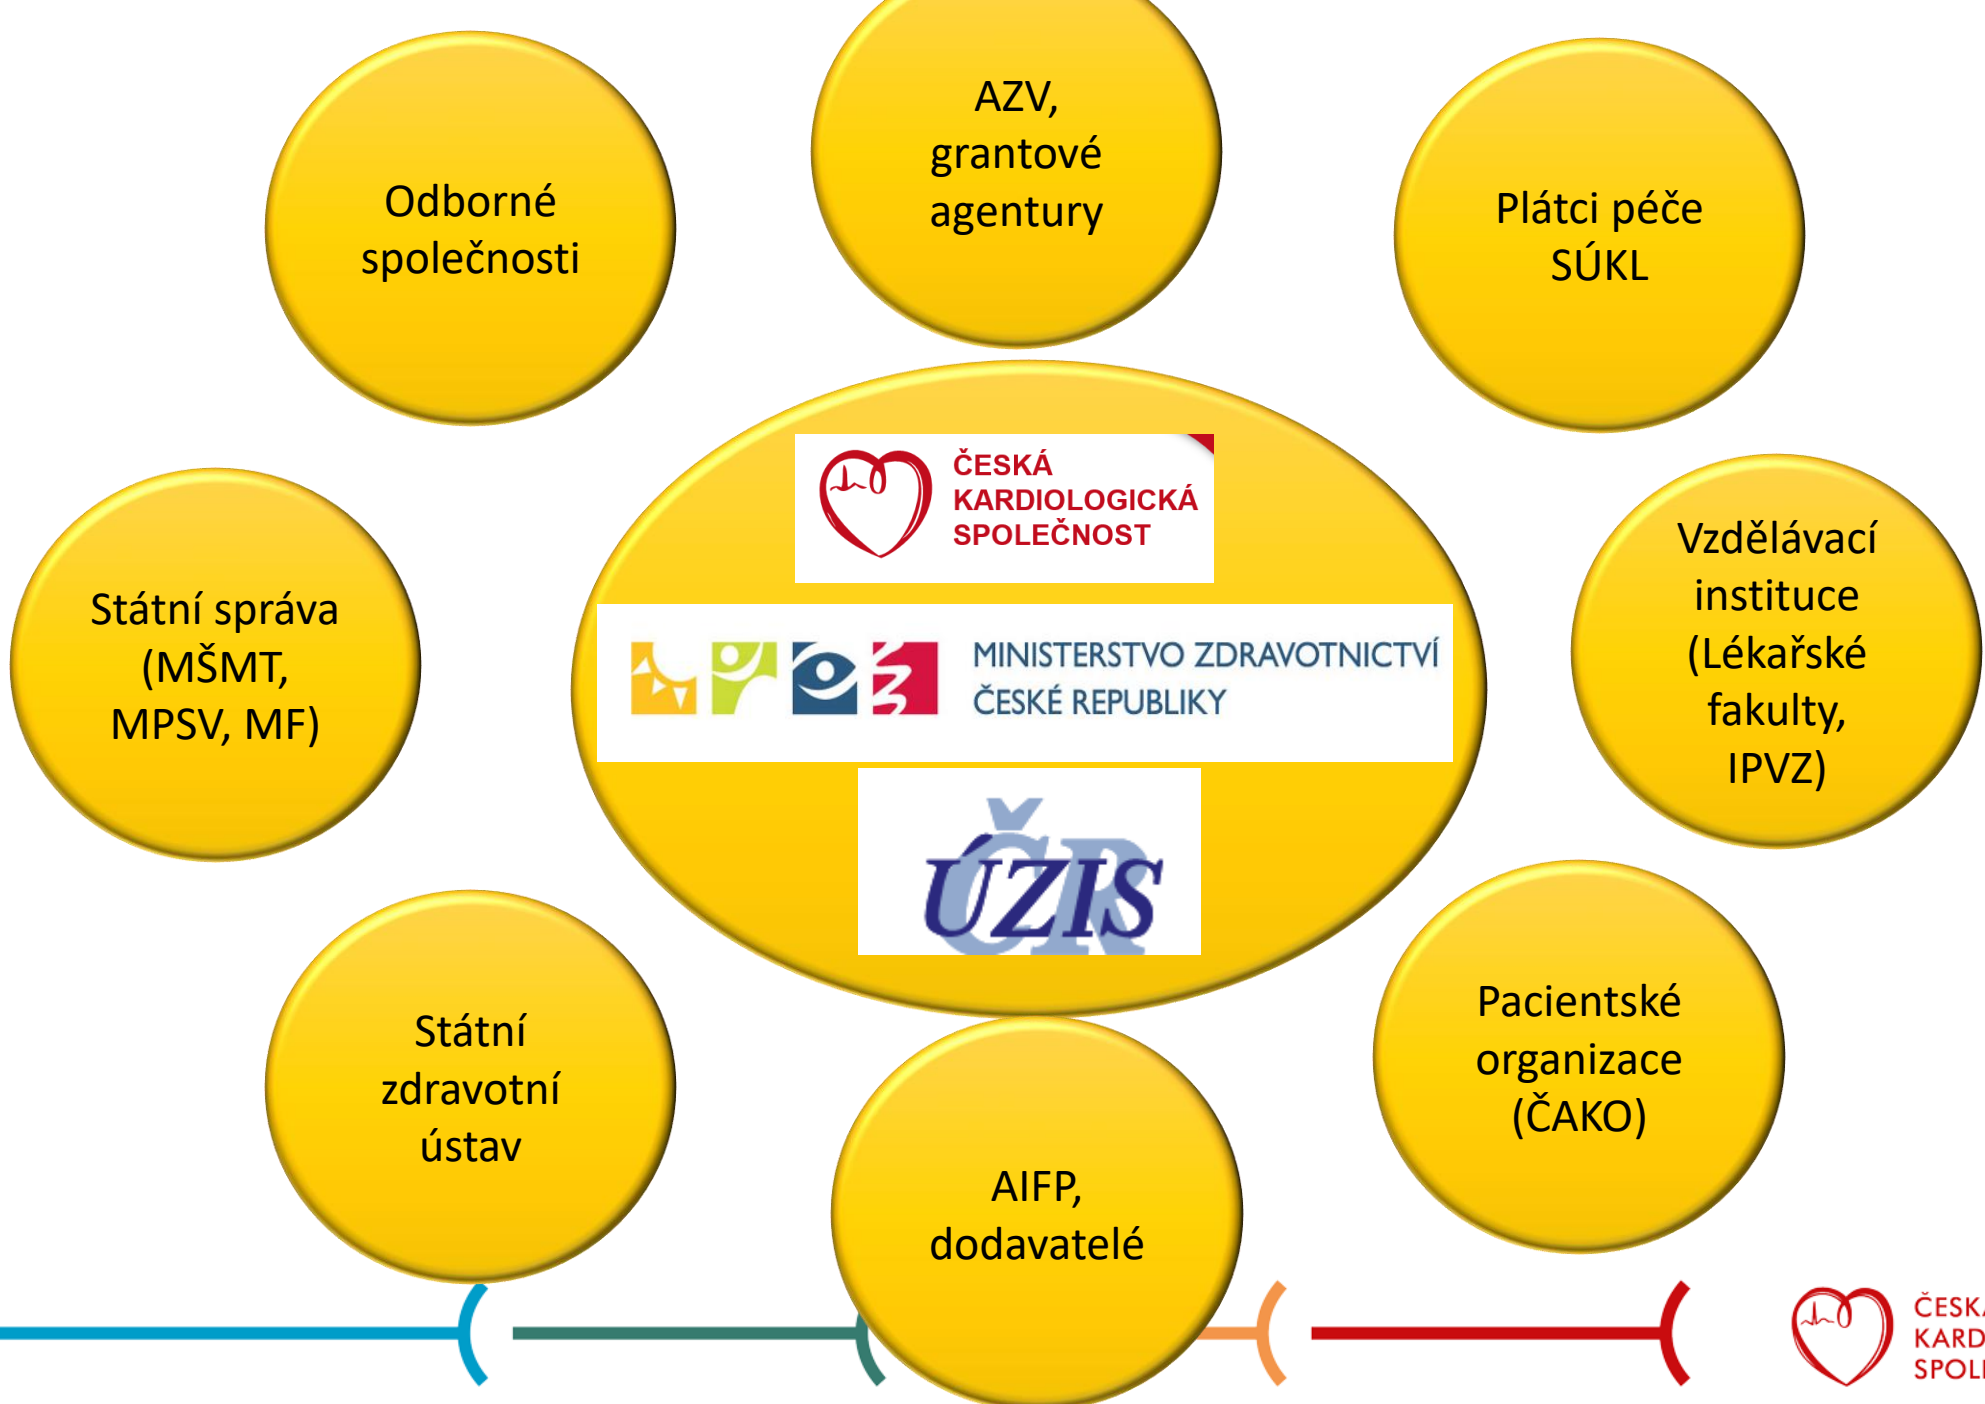 Odborné
společnosti
AZV,
grantové
agentury
Plátci péče
SÚKL
Státní správa
(MŠMT,
MPSV, MF)
ČESKÁ
KARDIOLOGICKÁ
SPOLEČNOST
MINISTERSTVO ZDRAVOTNICTVÍ
ČESKÉ REPUBLIKY
ČR
ÚZIS
Vzdělávací
instituce
(Lékařské
fakulty,
IPVZ)
Státní
zdravotní
ústav
AIFP,
dodavatelé
Pacientské
organizace
(ČAKO)